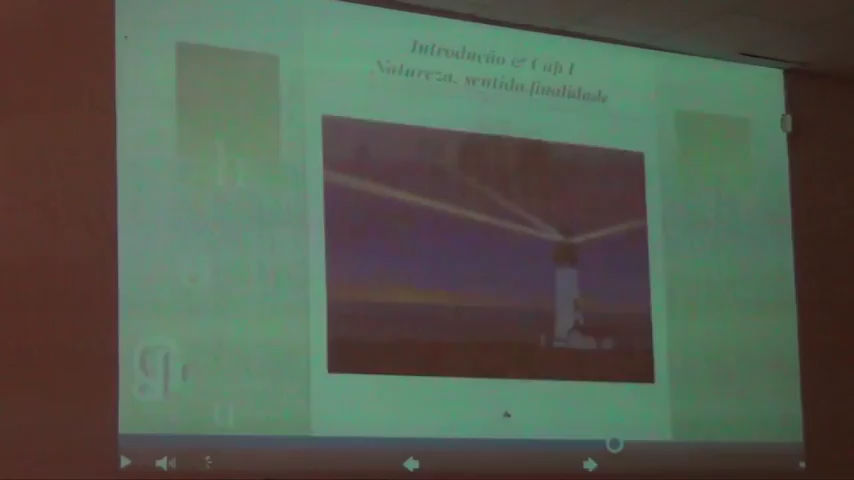 Introdução & Cap I
Natureza, sentido, finalidade